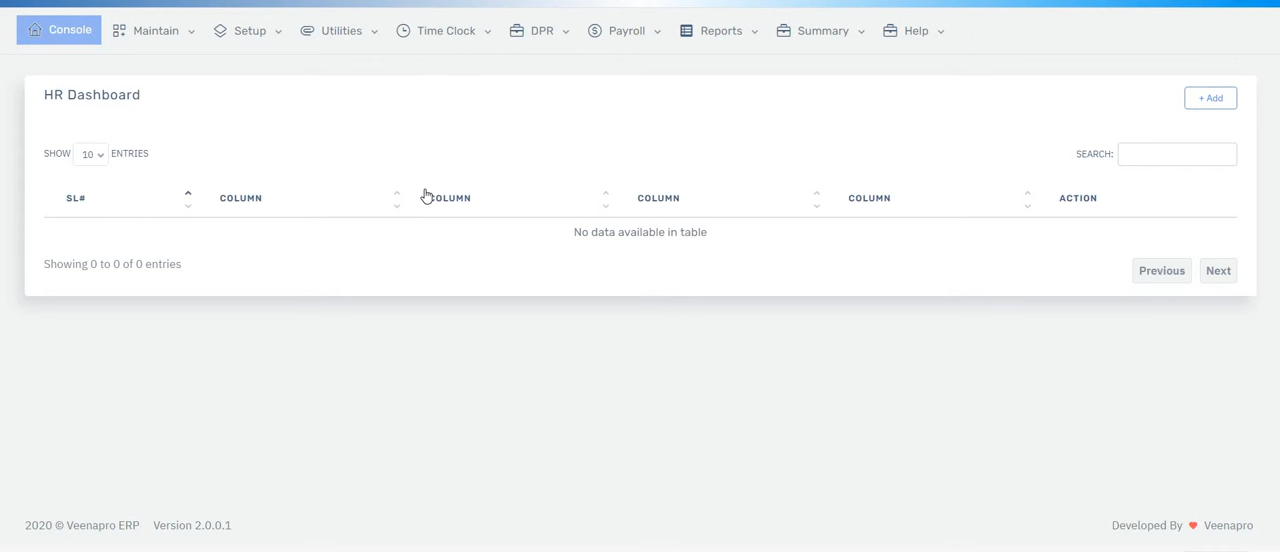 Console Maintain Setup Utilities Time Clock DPR Payroll Reports Summary Help
HR Dashboard
+ Add
SHOW 10 ENTRIES
SEARCH:
SL# COLUMN COLUMN COLUMN COLUMN ACTION
No data available in table
Showing 0 to 0 of 0 entries
Previous Next
2020 © Veenapro ERP Version 2.0.0.1
Developed By Veenapro